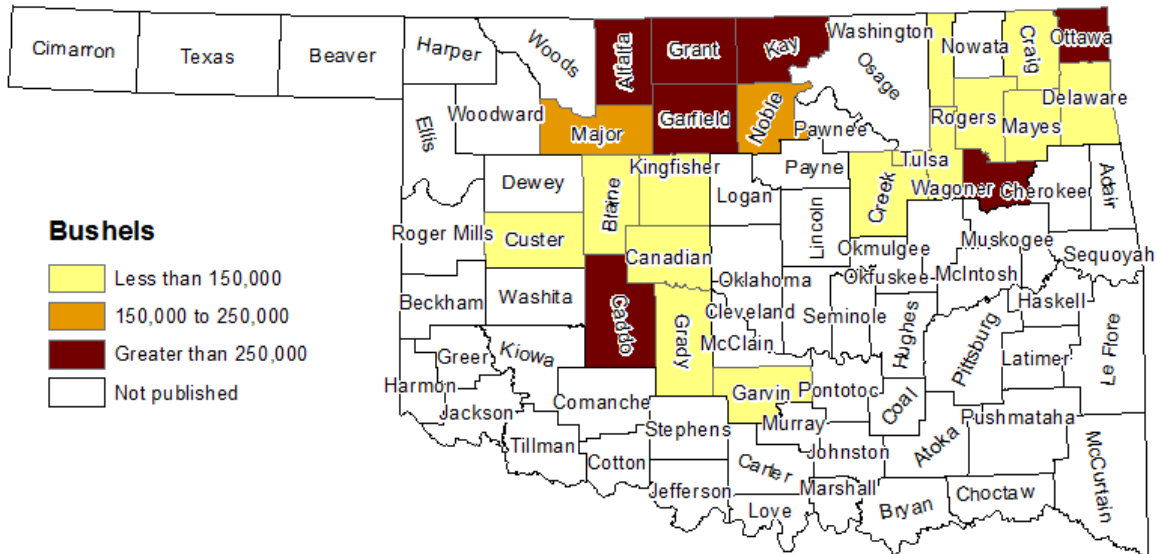 Cimarron
Texas
Beaver
Harper
Woods
Alfalfa
Grant
Kay
Washington
Osage
Nowata
Craig
Ottawa
Ellis
Woodward
Major
Garfield
Noble
Pawnee
Rogers
Mayes
Delaware
Dewey
Blaine
Kingfisher
Logan
Payne
Creek
Tulsa
Wagoner
Cherokee
Adair
Bushels
Less than 150,000
150,000 to 250,000
Greater than 250,000
Not published
Roger Mills
Custer
Canadian
Oklahoma
Lincoln
Okmulgee
Okfuskee
Muskogee
McIntosh
Sequoyah
Beckham
Washita
Caddo
Grady
Cleveland
McClain
Seminole
Hughes
Pittsburg
Haskell
Latimer
Le Flore
Greer
Kiowa
Harmon
Jackson
Tillman
Comanche
Cotton
Stephens
Garvin
Murray
Pontotoc
Coal
Atoka
Pushmataha
McCurtain
Jefferson
Carter
Love
Johnston
Marshall
Bryan
Choctaw